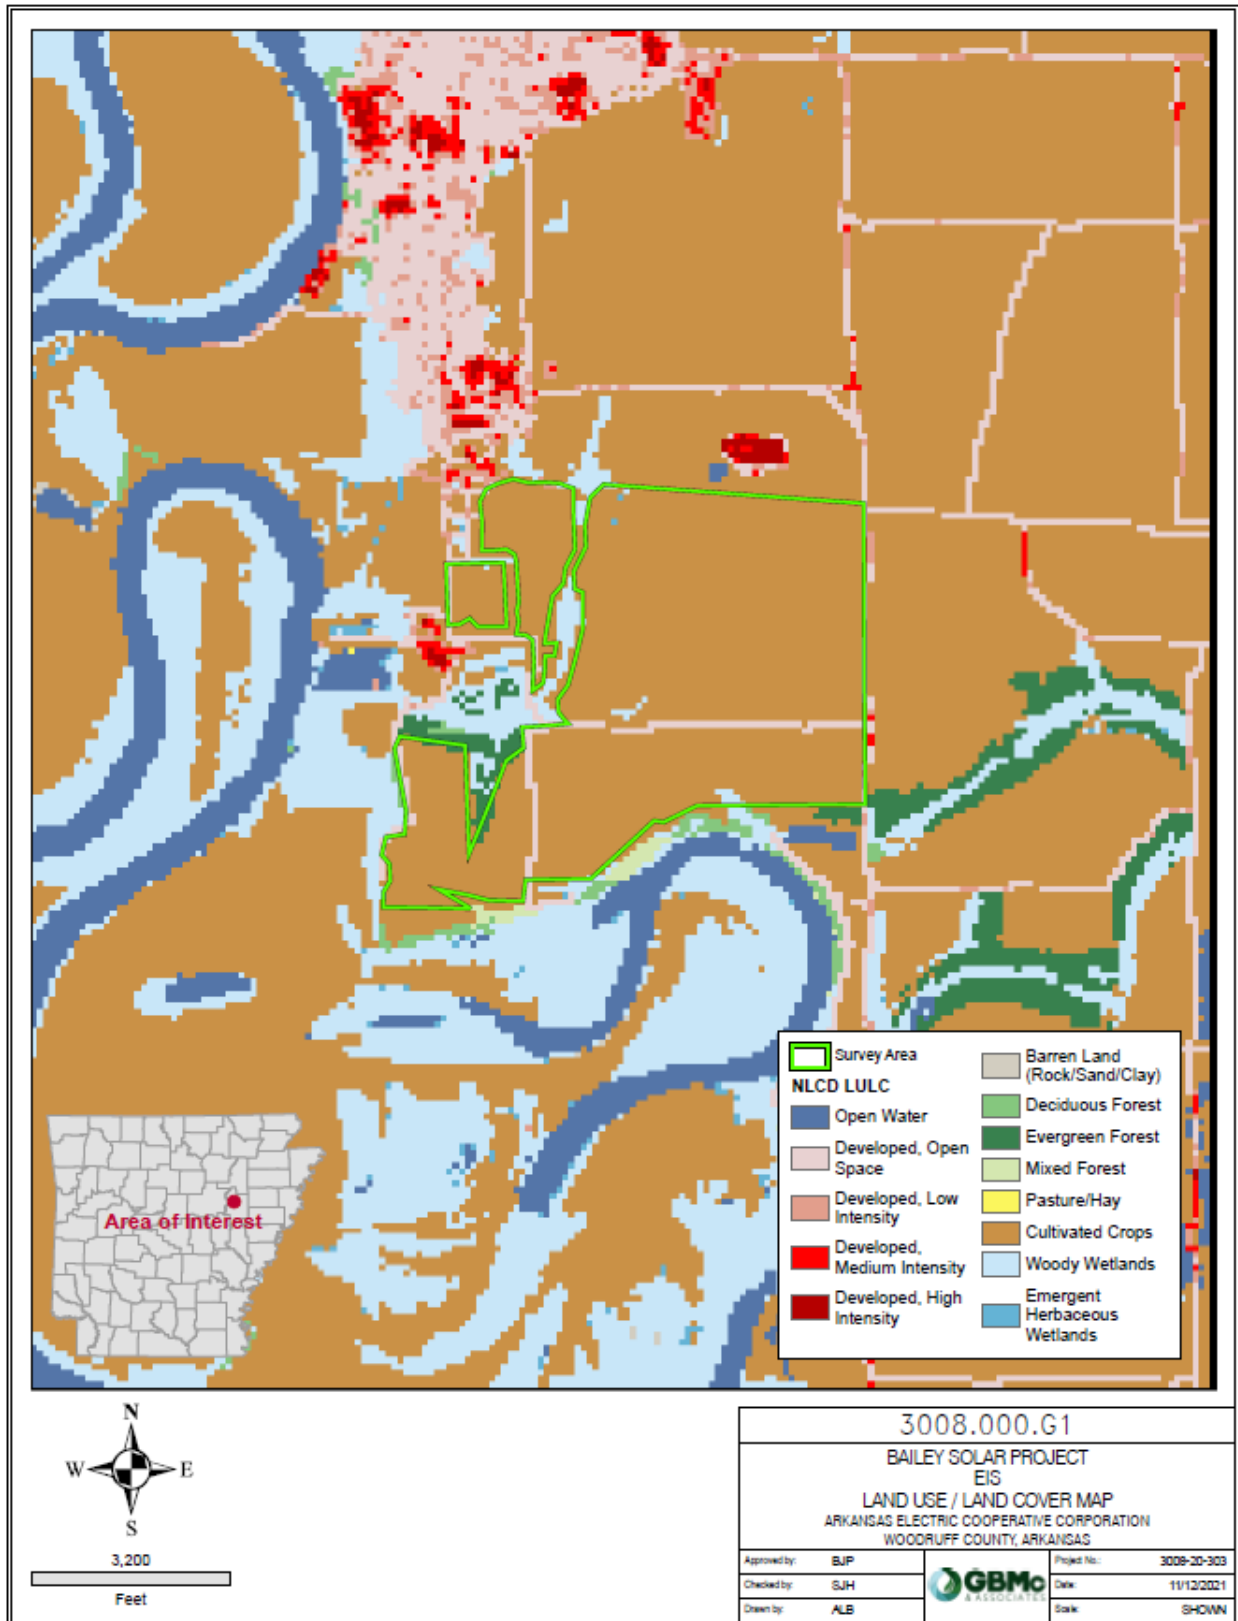 Survey Area
NLCD LULC
Open Water
Developed, Open
Space
Developed, Low
Intensity
Developed,
Medium Intensity
Developed, High
Intensity
Barren Land
(Rock/Sand/Clay)
Deciduous Forest
Evergreen Forest
Mixed Forest
Pasture/Hay
Cultivated Crops
Woody Wetlands
Emergent
Herbaceous
Wetlands
Area of Interest
N
W E
S
3,200
Feet
3008.000.G1
BAILEY SOLAR PROJECT
EIS
LAND USE / LAND COVER MAP
ARKANSAS ELECTRIC COOPERATIVE CORPORATION
WOODRUFF COUNTY, ARKANSAS
Approved by: BJP
Checked by: SJH
Drawn by: ALB
GBMc
& ASSOCIATES
Project No.: 3008-20-303
Date: 11/12/2021
Scale: SHOWN